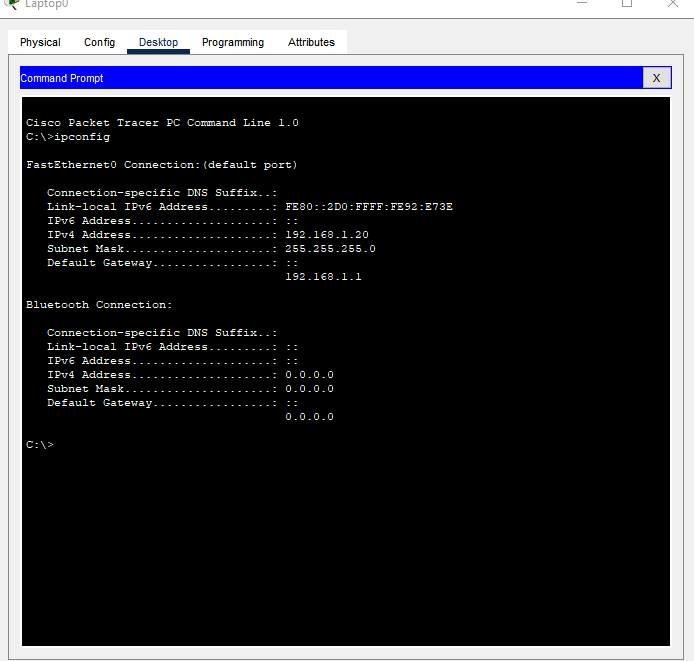 Laptop0
Physical Config Desktop Programming Attributes
Command Prompt X
Cisco Packet Tracer PC Command Line 1.0
C:\>ipconfig
FastEthernet0 Connection:(default port)
Connection-specific DNS Suffix..:
Link-local IPv6 Address.........: FE80::2D0:FFFF:FE92:E73E
IPv6 Address....................: ::
IPv4 Address....................: 192.168.1.20
Subnet Mask.....................: 255.255.255.0
Default Gateway.................: ::
192.168.1.1
Bluetooth Connection:
Connection-specific DNS Suffix..:
Link-local IPv6 Address.........: ::
IPv6 Address....................: ::
IPv4 Address....................: 0.0.0.0
Subnet Mask.....................: 0.0.0.0
Default Gateway.................: ::
0.0.0.0
C:\>